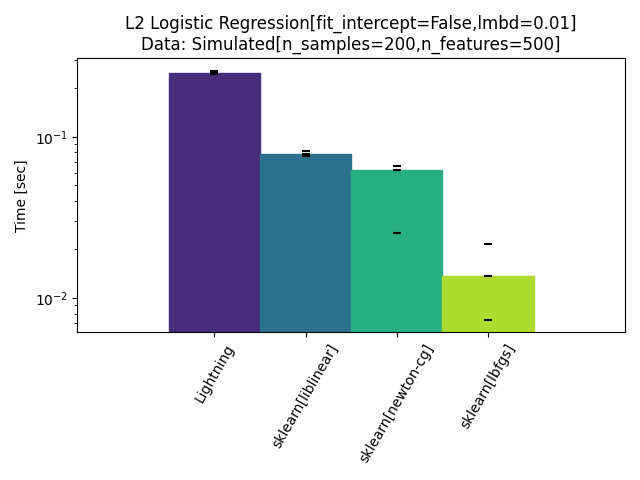 L2 Logistic Regression[fit_intercept=False,lmbd=0.01]
Data: Simulated[n_samples=200,n_features=500]
Time [sec]
10⁻¹
10⁻²
Lightning
sklearn[liblinear]
sklearn[newton-cg]
sklearn[lbfgs]